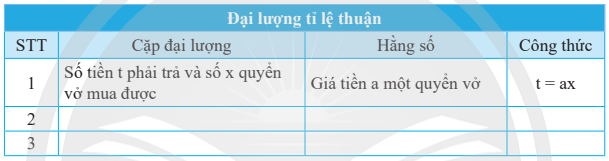 Đại lượng tỉ lệ thuận
STT Cặp đại lượng Hằng số Công thức
1 Số tiền t phải trả và số x quyển vở mua được Giá tiền a một quyển vở t = ax
2
3